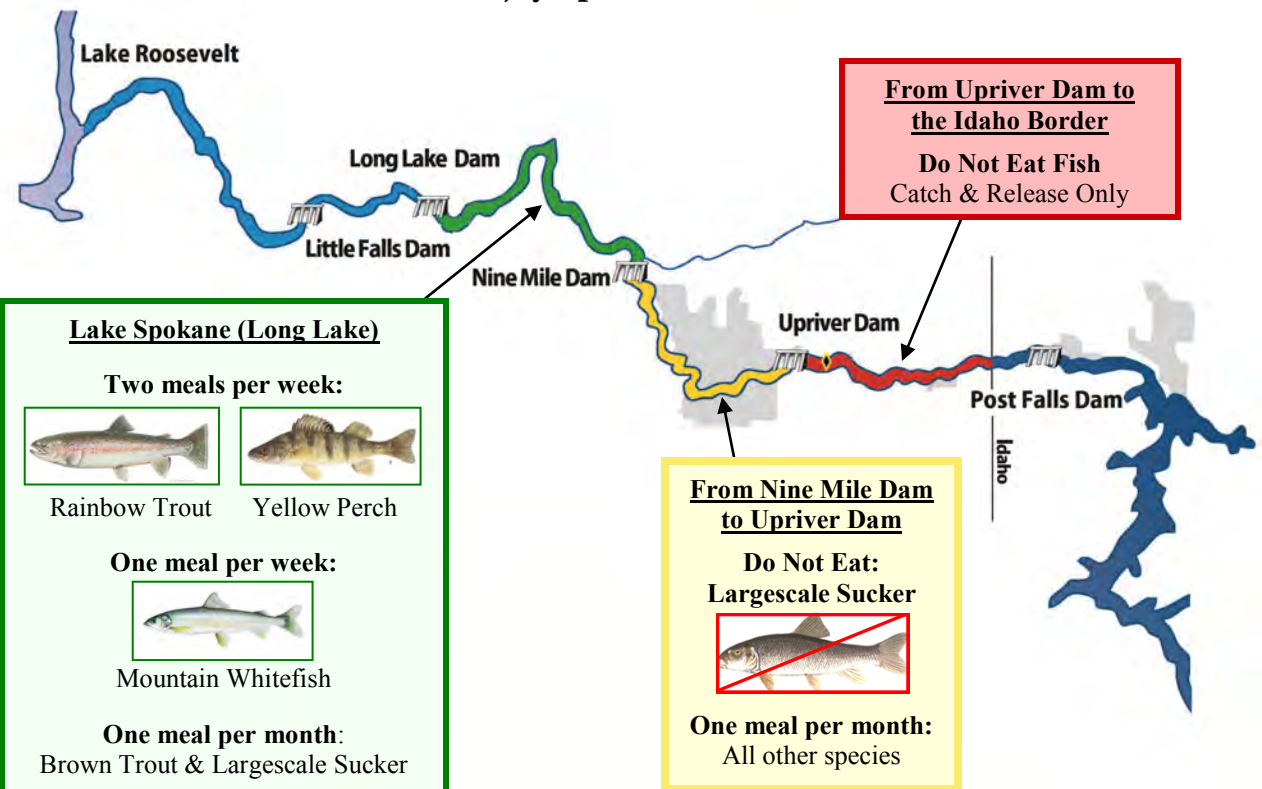 Lake Roosevelt
Long Lake Dam
Little Falls Dam
Nine Mile Dam
Upriver Dam
Post Falls Dam
Idaho
From Upriver Dam to
the Idaho Border
Do Not Eat Fish
Catch & Release Only
Lake Spokane (Long Lake)
Two meals per week:
Rainbow Trout
Yellow Perch
One meal per week:
Mountain Whitefish
One meal per month:
Brown Trout & Largescale Sucker
From Nine Mile Dam
to Upriver Dam
Do Not Eat:
Largescale Sucker
One meal per month:
All other species